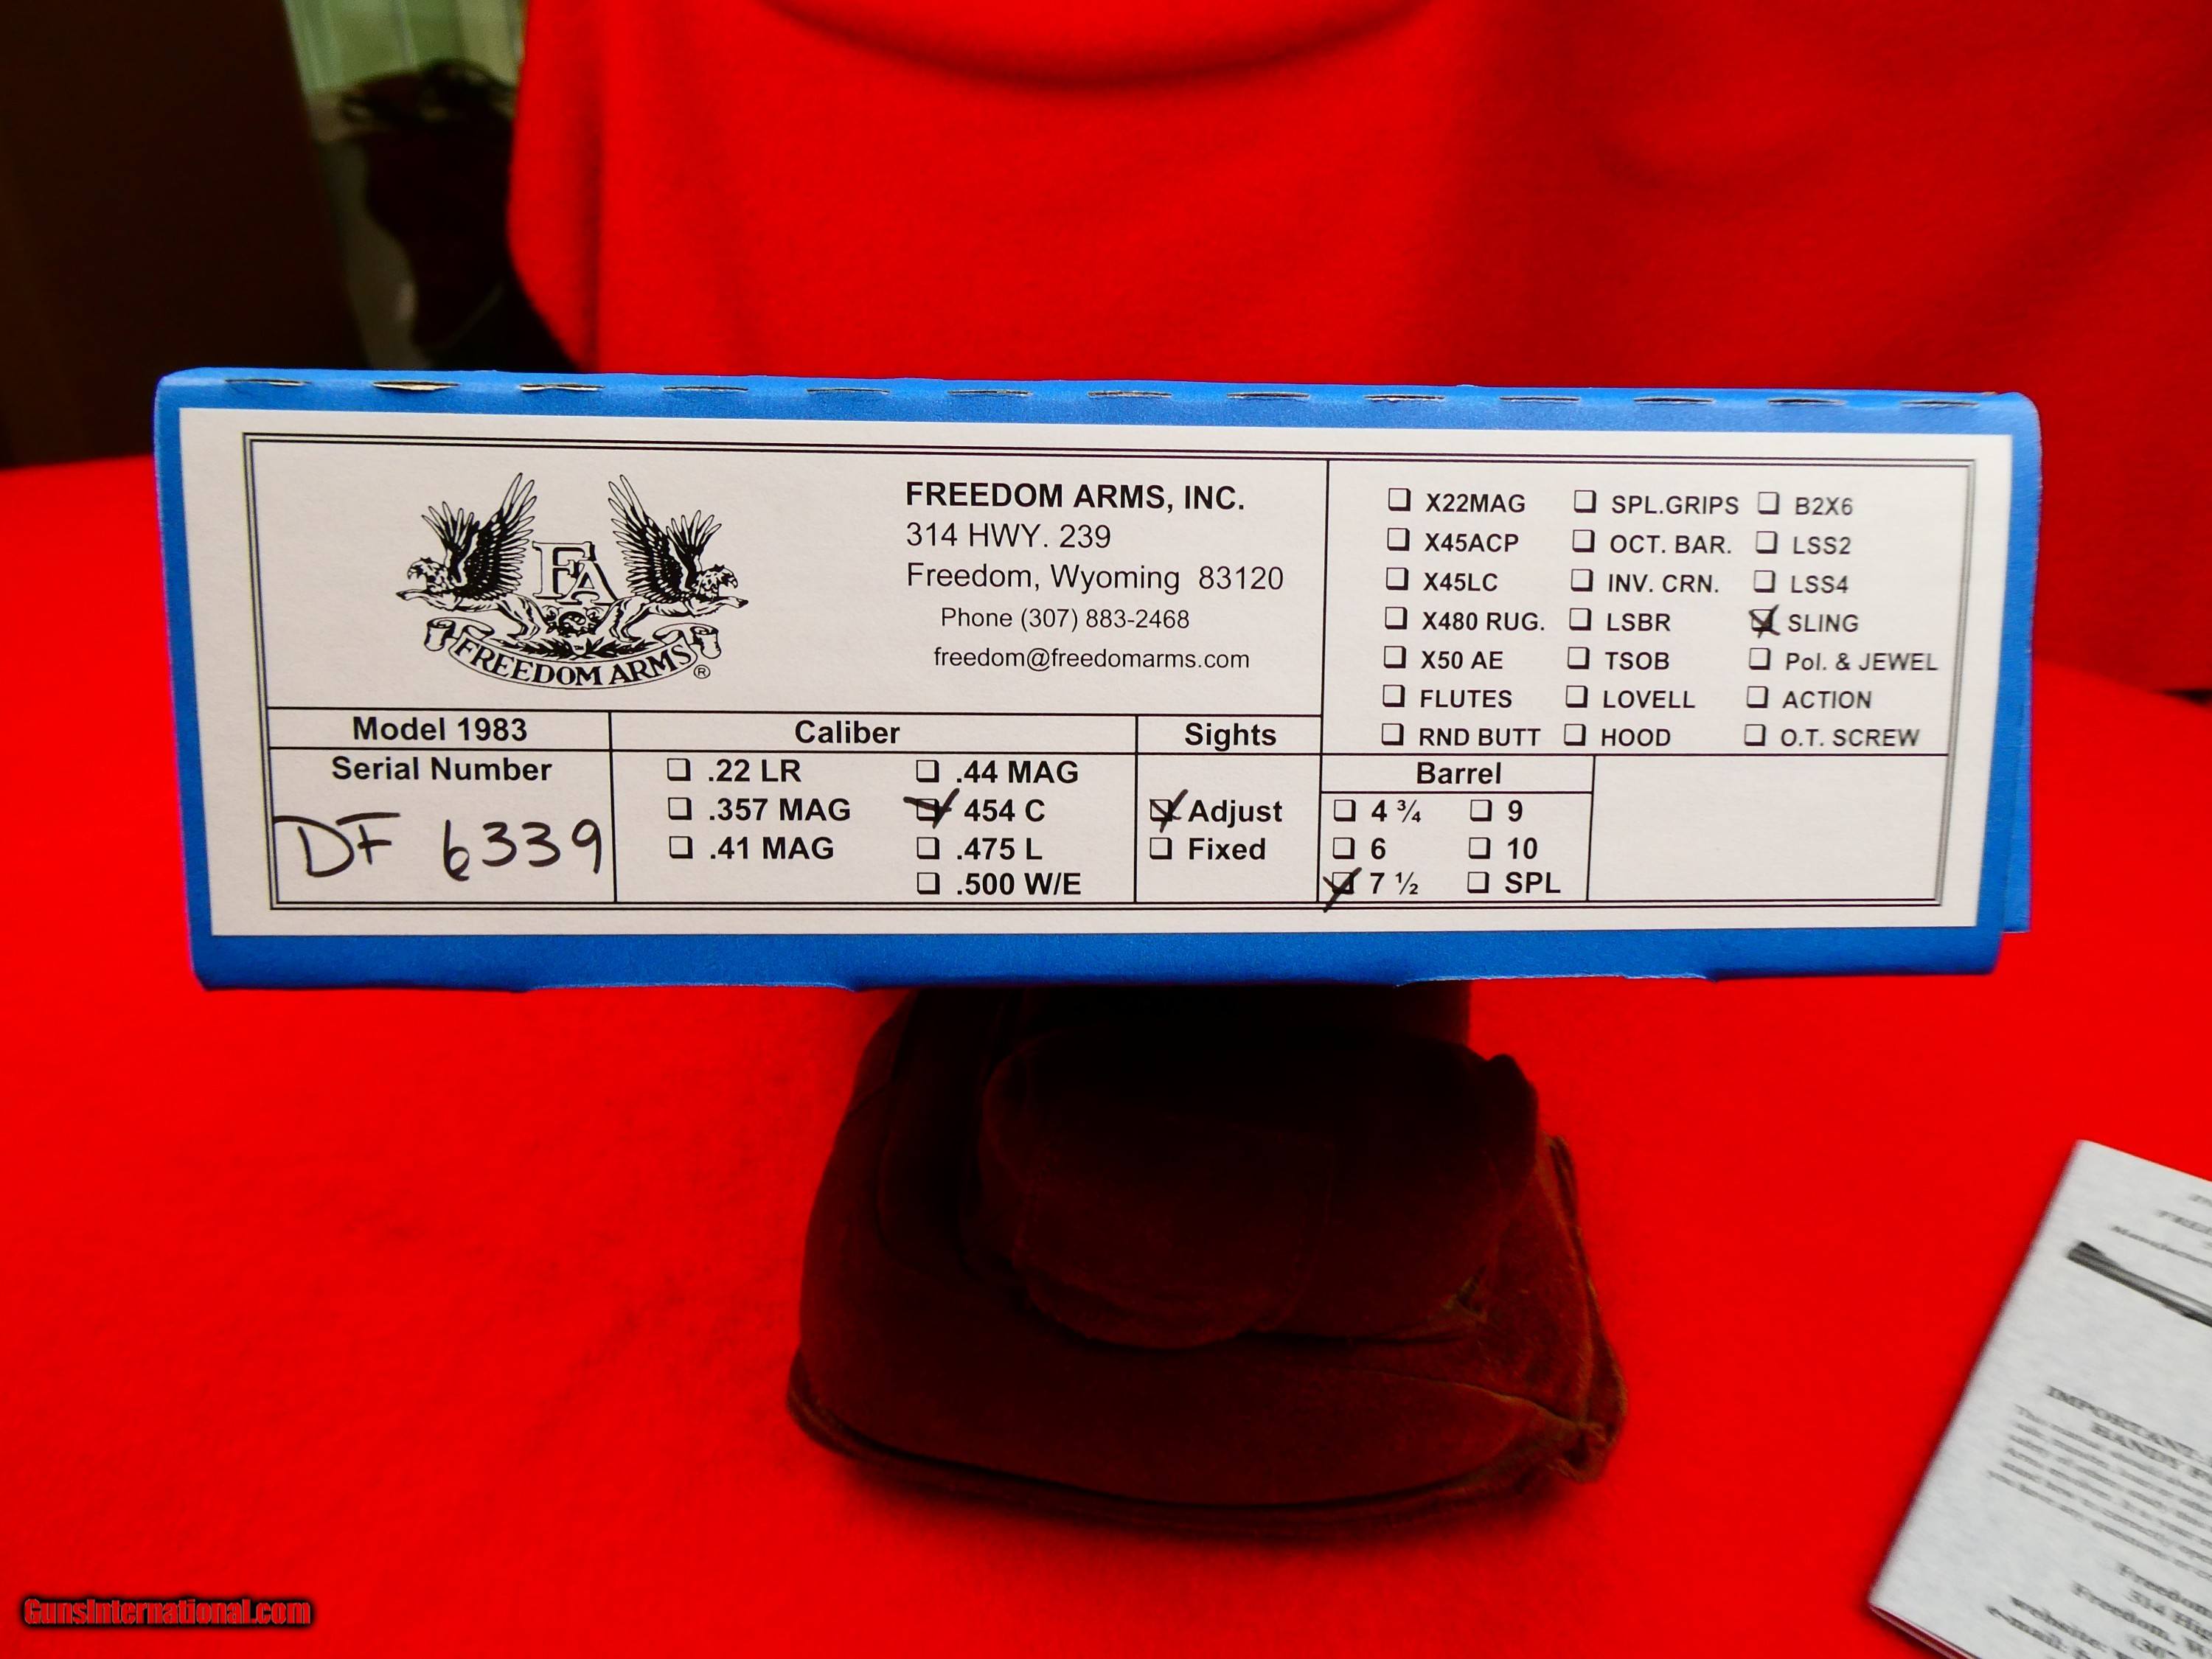 FA
FREEDOM ARMS ®
FREEDOM ARMS, INC.
314 HWY. 239
Freedom, Wyoming 83120
Phone (307) 883-2468
freedom@freedomarms.com
X22MAG SPL.GRIPS B2X6
X45ACP OCT. BAR. LSS2
X45LC INV. CRN. LSS4
X480 RUG. LSBR SLING
X50 AE TSOB Pol. & JEWEL
FLUTES LOVELL ACTION
RND BUTT HOOD O.T. SCREW
Model 1983
Serial Number
DF 6339
Caliber
.22 LR .44 MAG
.357 MAG 454 C
.41 MAG .475 L
.500 W/E
Sights
Adjust
Fixed
Barrel
4 ¾ 9
6 10
7 ½ SPL
IMPORTANT
Freedom
314
Freedom, W
GunsInternational.com